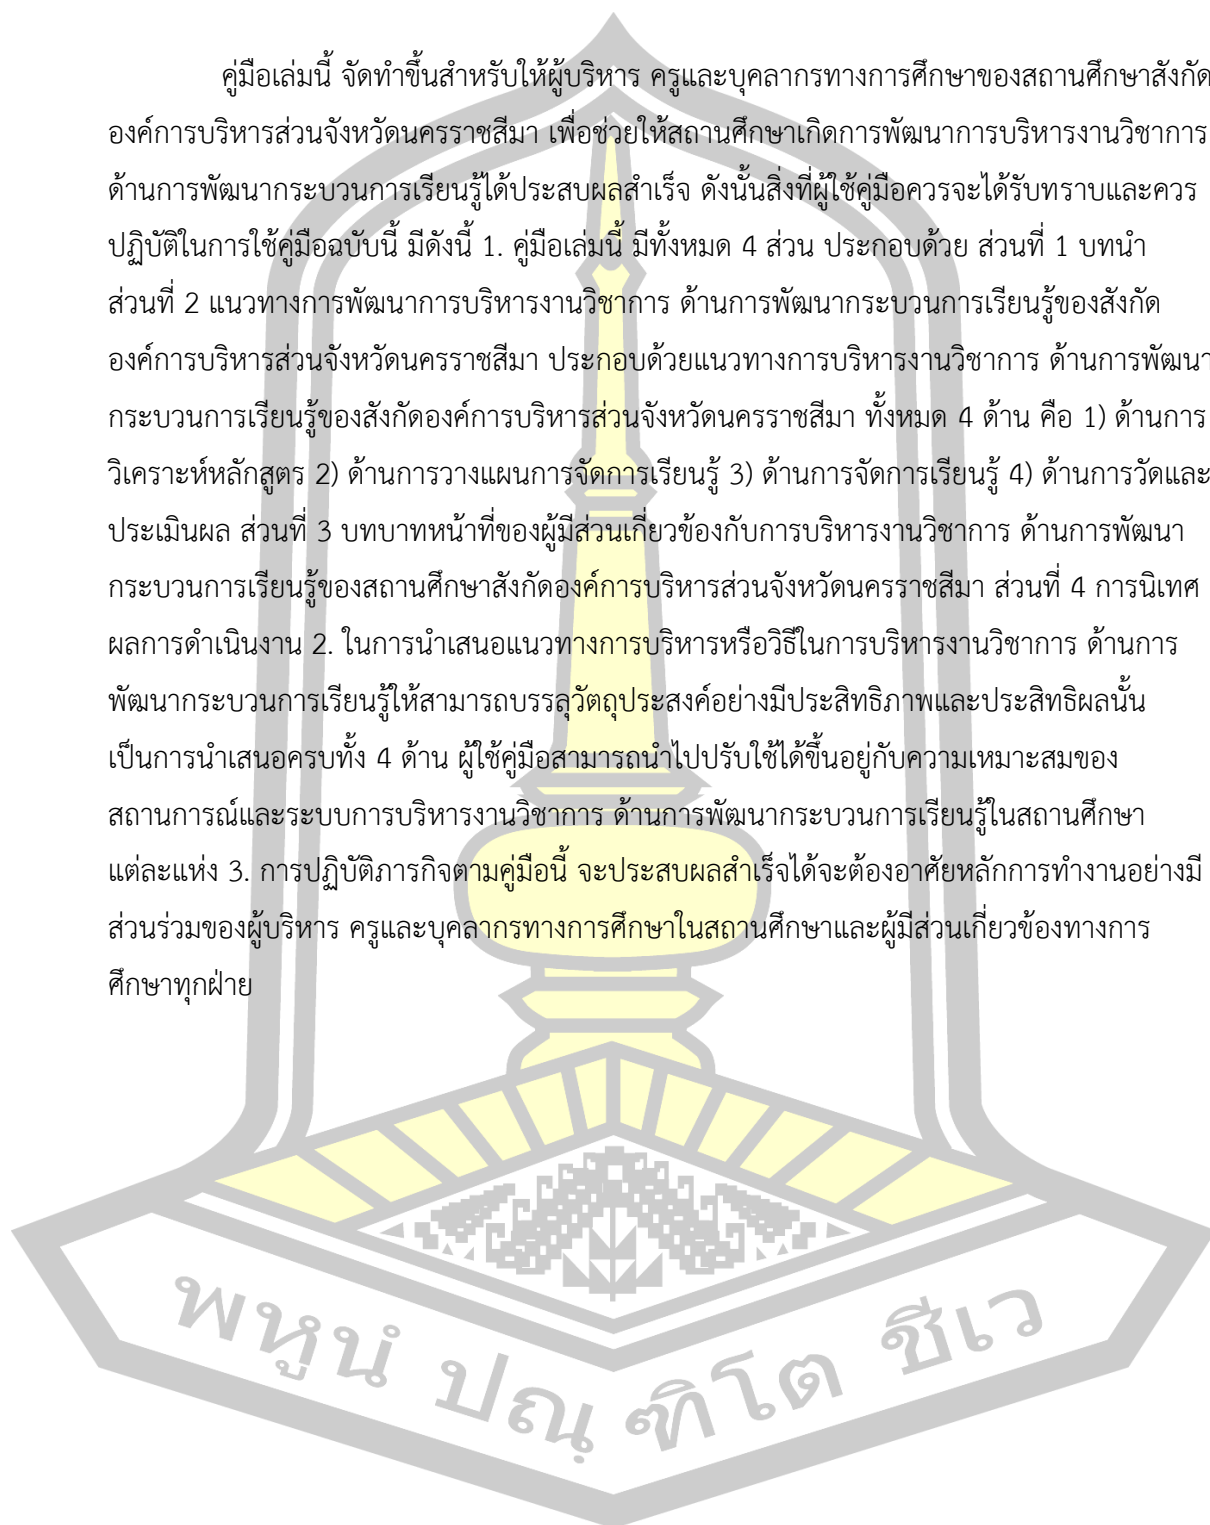 คู่มือเล่มนี้ จัดทำขึ้นสำหรับให้ผู้บริหาร ครูและบุคลากรทางการศึกษาของสถานศึกษาสังกัด
องค์การบริหารส่วนจังหวัดนครราชสีมา เพื่อช่วยให้สถานศึกษาเกิดการพัฒนาการบริหารงานวิชาการ
ด้านการพัฒนากระบวนการเรียนรู้ได้ประสบผลสำเร็จ ดังนั้นสิ่งที่ผู้ใช้คู่มือควรจะได้รับทราบและควร
ปฏิบัติในการใช้คู่มือฉบับนี้ มีดังนี้ 1. คู่มือเล่มนี้ มีทั้งหมด 4 ส่วน ประกอบด้วย ส่วนที่ 1 บทนำ
ส่วนที่ 2 แนวทางการพัฒนาการบริหารงานวิชาการ ด้านการพัฒนากระบวนการเรียนรู้ของสังกัด
องค์การบริหารส่วนจังหวัดนครราชสีมา ประกอบด้วยแนวทางการบริหารงานวิชาการ ด้านการพัฒนา
กระบวนการเรียนรู้ของสังกัดองค์การบริหารส่วนจังหวัดนครราชสีมา ทั้งหมด 4 ด้าน คือ 1) ด้านการ
วิเคราะห์หลักสูตร 2) ด้านการวางแผนการจัดการเรียนรู้ 3) ด้านการจัดการเรียนรู้ 4) ด้านการวัดและ
ประเมินผล ส่วนที่ 3 บทบาทหน้าที่ของผู้มีส่วนเกี่ยวข้องกับการบริหารงานวิชาการ ด้านการพัฒนา
กระบวนการเรียนรู้ของสถานศึกษาสังกัดองค์การบริหารส่วนจังหวัดนครราชสีมา ส่วนที่ 4 การนิเทศ
ผลการดำเนินงาน 2. ในการนำเสนอแนวทางการบริหารหรือวิธีในการบริหารงานวิชาการ ด้านการ
พัฒนากระบวนการเรียนรู้ให้สามารถบรรลุวัตถุประสงค์อย่างมีประสิทธิภาพและประสิทธิผลนั้น
เป็นการนำเสนอครบทั้ง 4 ด้าน ผู้ใช้คู่มือสามารถนำไปปรับใช้ได้ขึ้นอยู่กับความเหมาะสมของ
สถานการณ์และระบบการบริหารงานวิชาการ ด้านการพัฒนากระบวนการเรียนรู้ในสถานศึกษา
แต่ละแห่ง 3. การปฏิบัติภารกิจตามคู่มือนี้ จะประสบผลสำเร็จได้จะต้องอาศัยหลักการทำงานอย่างมี
ส่วนร่วมของผู้บริหาร ครูและบุคลากรทางการศึกษาในสถานศึกษาและผู้มีส่วนเกี่ยวข้องทางการ
ศึกษาทุกฝ่าย
พหูนํ ปณฺฑิโต ชีเว